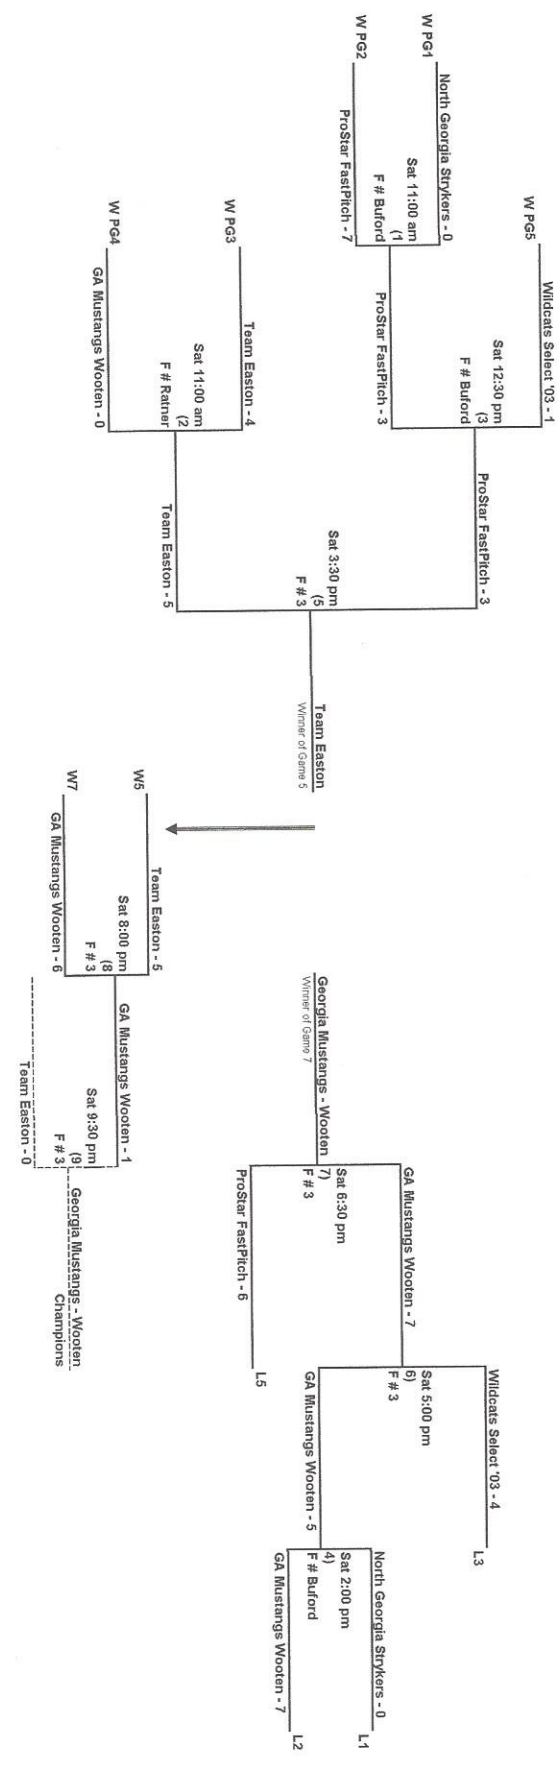 W PG5
Wildcats Select '03 - 1
Sat 12:30 pm
(3
F # Buford
W PG1
North Georgia Strykers - 0
Sat 11:00 am
(1
F # Buford
W PG2
ProStar FastPitch - 7
ProStar FastPitch - 3
ProStar FastPitch - 3
Sat 3:30 pm
(5
F # 3
W PG3
Team Easton - 4
Sat 11:00 am
(2
F # Ratner
W PG4
GA Mustangs Wooten - 0
Team Easton - 5
Team Easton
Winner of Game 5
Wildcats Select '03 - 4
L3
Sat 5:00 pm
6)
F # 3
North Georgia Strykers - 0
L1
Sat 2:00 pm
4)
F # Buford
GA Mustangs Wooten - 7
L2
GA Mustangs Wooten - 5
GA Mustangs Wooten - 7
Sat 6:30 pm
7)
F # 3
ProStar FastPitch - 6
L5
Georgia Mustangs - Wooten
Winner of Game 7
W5
Team Easton - 5
Sat 8:00 pm
(8
F # 3
W7
GA Mustangs Wooten - 6
GA Mustangs Wooten - 1
Sat 9:30 pm
(9
F # 3
Team Easton - 0
Georgia Mustangs - Wooten
Champions